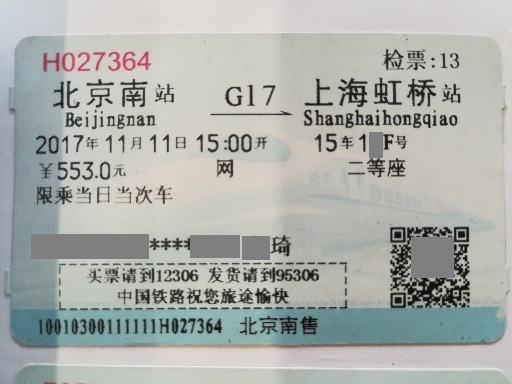 H027364 检票:13
北京南站 G17 上海虹桥站
Beijingnan Shanghaihongqiao
2017年11月11日15:00开 15车1 F号
￥553.0元 网 二等座
限乘当日当次车
**** 琦
买票请到12306 发货请到95306
中国铁路祝您旅途愉快
10010300111111H027364 北京南售